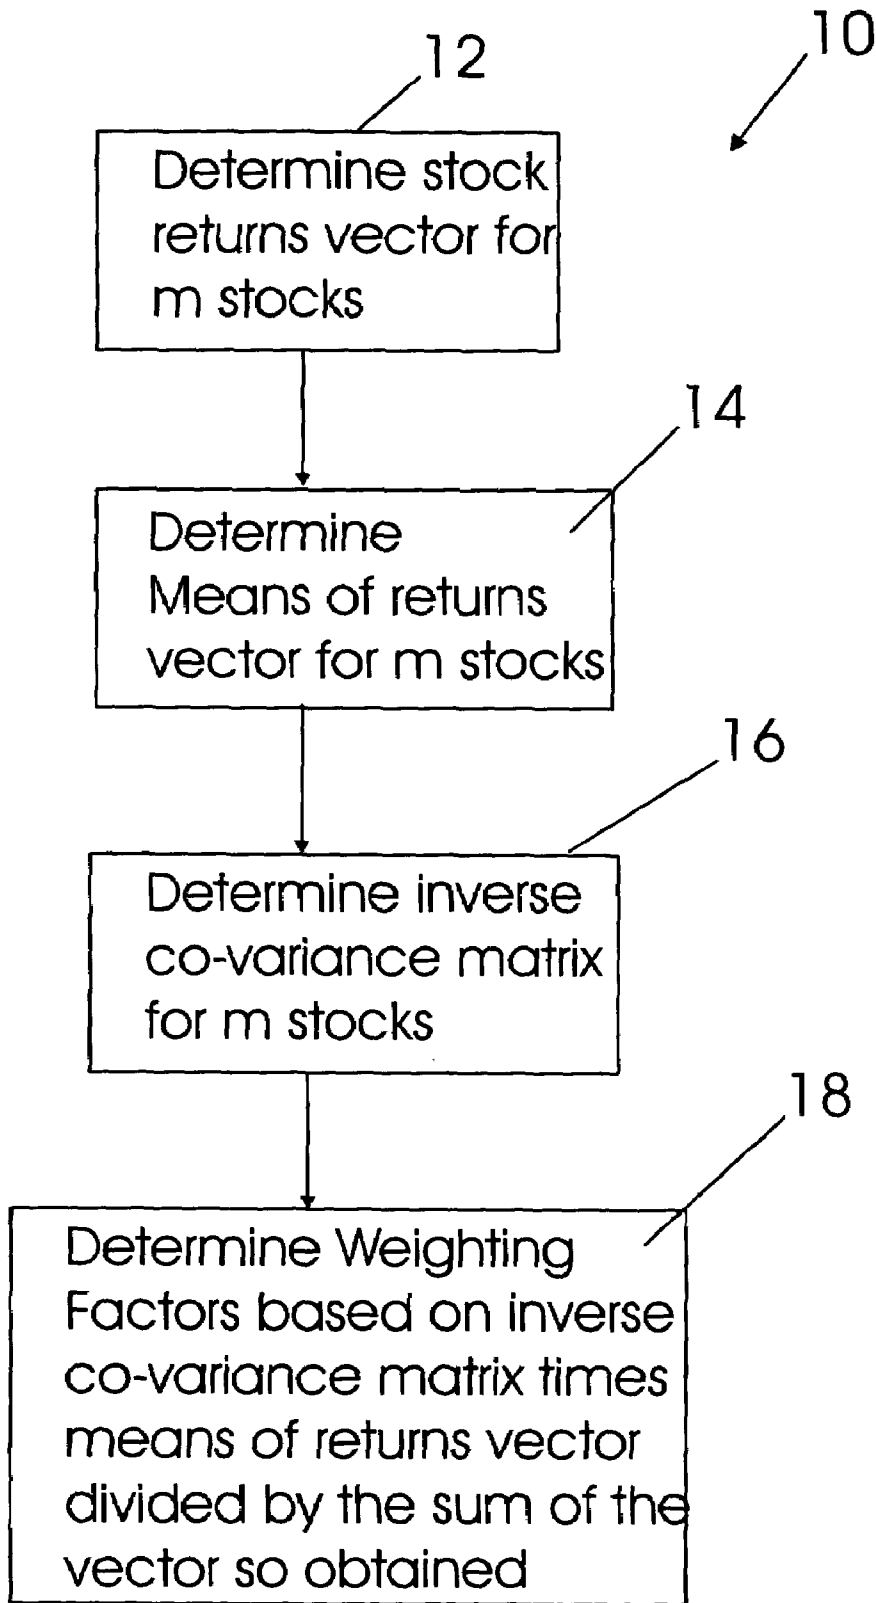 10
12
Determine stock
returns vector for
m stocks
14
Determine
Means of returns
vector for m stocks
16
Determine inverse
co-variance matrix
for m stocks
18
Determine Weighting
Factors based on inverse
co-variance matrix times
means of returns vector
divided by the sum of the
vector so obtained